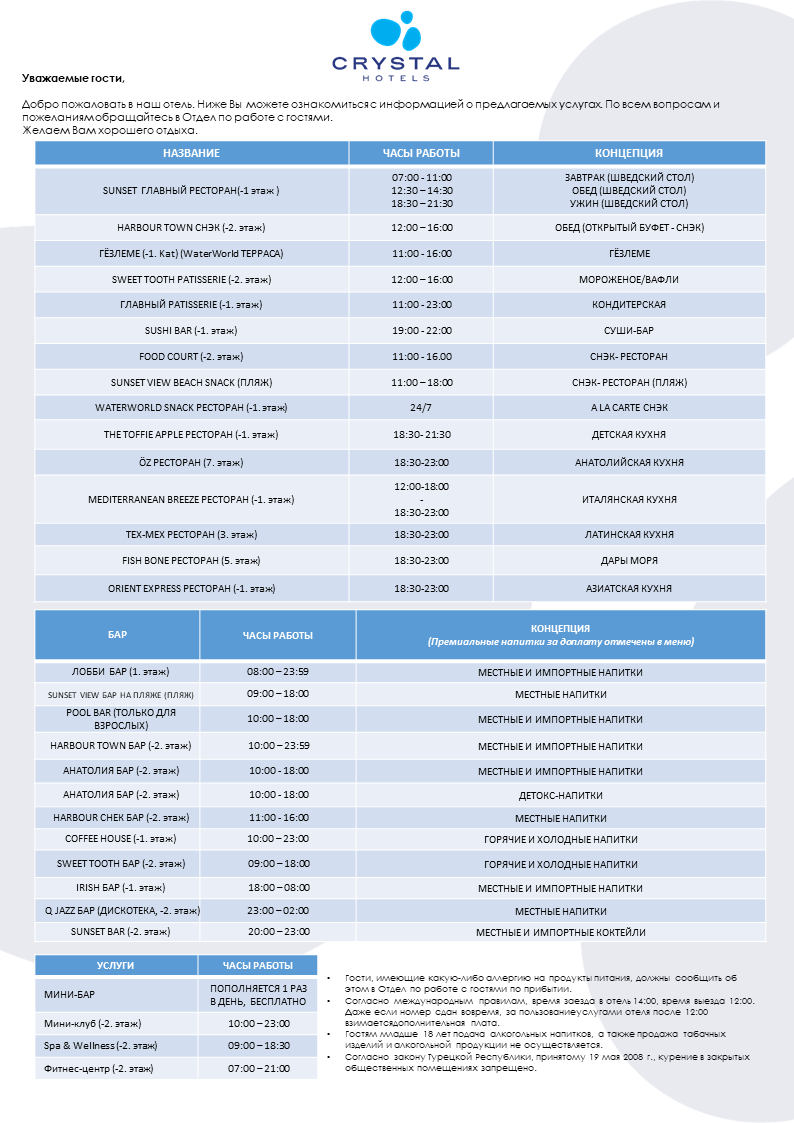 CRYSTAL
HOTELS
Уважаемые гости,
Добро пожаловать в наш отель. Ниже Вы можете ознакомиться с информацией о предлагаемых услугах. По всем вопросам и
пожеланиям обращайтесь в Отдел по работе с гостями.
Желаем Вам хорошего отдыха.
НАЗВАНИЕ ЧАСЫ РАБОТЫ КОНЦЕПЦИЯ
SUNSET ГЛАВНЫЙ РЕСТОРАН(-1 этаж )
07:00 - 11:00 ЗАВТРАК (ШВЕДСКИЙ СТОЛ)
12:30 – 14:30 ОБЕД (ШВЕДСКИЙ СТОЛ)
18:30 – 21:30 УЖИН (ШВЕДСКИЙ СТОЛ)
HARBOUR TOWN СНЭК (-2. этаж) 12:00 – 16:00 ОБЕД (ОТКРЫТЫЙ БУФЕТ - СНЭК)
ГЁЗЛЕМЕ (-1. Kat) (WaterWorld ТЕРРАСА) 11:00 - 16:00 ГЁЗЛЕМЕ
SWEET TOOTH PATISSERIE (-2. этаж) 12:00 – 16:00 МОРОЖЕНОЕ/ВАФЛИ
ГЛАВНЫЙ PATISSERIE (-1. этаж) 11:00 - 23:00 КОНДИТЕРСКАЯ
SUSHI BAR (-1. этаж) 19:00 - 22:00 СУШИ-БАР
FOOD COURT (-2. этаж) 11:00 - 16.00 СНЭК- РЕСТОРАН
SUNSET VIEW BEACH SNACK (ПЛЯЖ) 11:00 – 18:00 СНЭК- РЕСТОРАН (ПЛЯЖ)
WATERWORLD SNACK РЕСТОРАН (-1. этаж) 24/7 A LA CARTE СНЭК
THE TOFFIE APPLE РЕСТОРАН (-1. этаж) 18:30- 21:30 ДЕТСКАЯ КУХНЯ
ÖZ РЕСТОРАН (7. этаж) 18:30-23:00 АНАТОЛИЙСКАЯ КУХНЯ
MEDITERRANEAN BREEZE РЕСТОРАН (-1. этаж)
12:00-18:00
-
18:30-23:00
ИТАЛЯНСКАЯ КУХНЯ
TEX-MEX РЕСТОРАН (3. этаж) 18:30-23:00 ЛАТИНСКАЯ КУХНЯ
FISH BONE РЕСТОРАН (5. этаж) 18:30-23:00 ДАРЫ МОРЯ
ORIENT EXPRESS РЕСТОРАН (-1. этаж) 18:30-23:00 АЗИАТСКАЯ КУХНЯ
БАР ЧАСЫ РАБОТЫ КОНЦЕПЦИЯ
(Премиальные напитки за доплату отмечены в меню)
ЛОББИ БАР (1. этаж) 08:00 – 23:59 МЕСТНЫЕ И ИМПОРТНЫЕ НАПИТКИ
SUNSET VIEW БАР НА ПЛЯЖЕ (ПЛЯЖ) 09:00 – 18:00 МЕСТНЫЕ НАПИТКИ
POOL BAR (ТОЛЬКО ДЛЯ
ВЗРОСЛЫХ) 10:00 – 18:00 МЕСТНЫЕ И ИМПОРТНЫЕ НАПИТКИ
HARBOUR TOWN БАР (-2. этаж) 10:00 – 23:59 МЕСТНЫЕ И ИМПОРТНЫЕ НАПИТКИ
АНАТОЛИЯ БАР (-2. этаж) 10:00 - 18:00 МЕСТНЫЕ И ИМПОРТНЫЕ НАПИТКИ
АНАТОЛИЯ БАР (-2. этаж) 10:00 - 18:00 ДЕТОКС-НАПИТКИ
HARBOUR СНЕК БАР (-2. этаж) 11:00 - 16:00 МЕСТНЫЕ НАПИТКИ
COFFEE HOUSE (-1. этаж) 10:00 – 23:00 ГОРЯЧИЕ И ХОЛОДНЫЕ НАПИТКИ
SWEET TOOTH БАР (-2. этаж) 09:00 – 18:00 ГОРЯЧИЕ И ХОЛОДНЫЕ НАПИТКИ
IRISH БАР (-1. этаж) 18:00 – 08:00 МЕСТНЫЕ И ИМПОРТНЫЕ НАПИТКИ
Q JAZZ БАР (ДИСКОТЕКА, -2. этаж) 23:00 – 02:00 МЕСТНЫЕ НАПИТКИ
SUNSET BAR (-2. этаж) 20:00 – 23:00 МЕСТНЫЕ И ИМПОРТНЫЕ КОКТЕЙЛИ
УСЛУГИ ЧАСЫ РАБОТЫ
МИНИ-БАР ПОПОЛНЯЕТСЯ 1 РАЗ
В ДЕНЬ, БЕСПЛАТНО
Мини-клуб (-2. этаж) 10:00 – 23:00
Spa & Wellness (-2. этаж) 09:00 – 18:30
Фитнес-центр (-2. этаж) 07:00 – 21:00
• Гости, имеющие какую-либо аллергию на продукты питания, должны сообщить об
этом в Отдел по работе с гостями по прибытии.
• Согласно международным правилам, время заезда в отель 14:00, время выезда 12:00.
Даже если номер сдан вовремя, за пользование услугами отеля после 12:00
взимается дополнительная плата.
• Гостям младше 18 лет подача алкогольных напитков, а также продажа табачных
изделий и алкогольной продукции не осуществляется.
• Согласно закону Турецкой Республики, принятому 19 мая 2008 г., курение в закрытых
общественных помещениях запрещено.